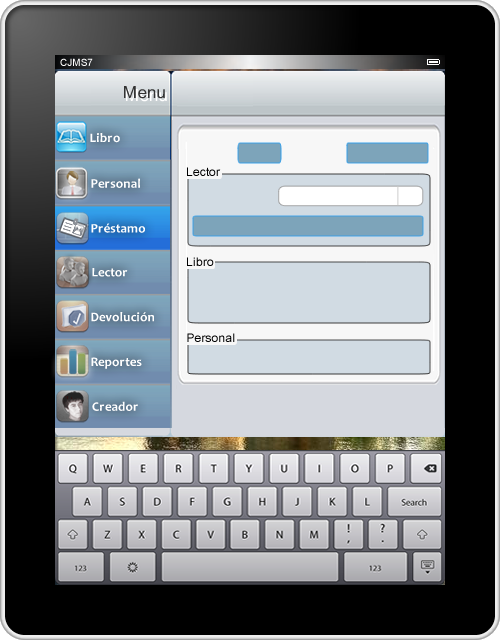 CJMS7
Menu
Libro
Personal
Préstamo
Lector
Devolución
Reportes
Creador
Lector
Libro
Personal
Q W E R T Y U I O P
A S D F G H J K L Search
Z X C V B N M ! , ? .
123 123